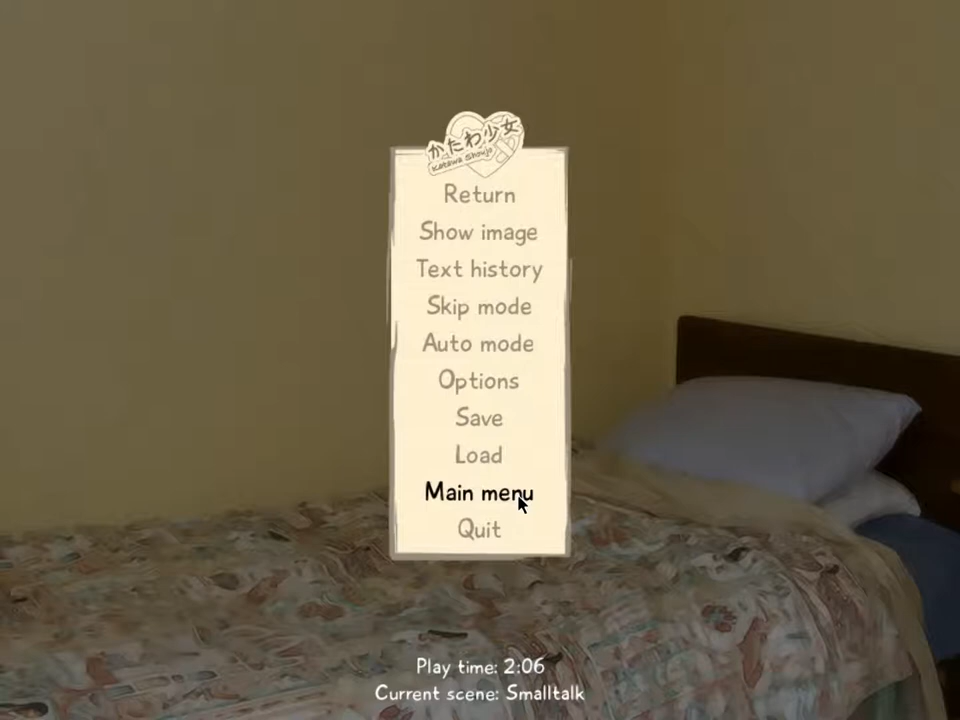 かたわ少女
Katawa Shoujo
Return
Show image
Text history
Skip mode
Auto mode
Options
Save
Load
Main menu
Quit
Play time: 2:06
Current scene: Smalltalk